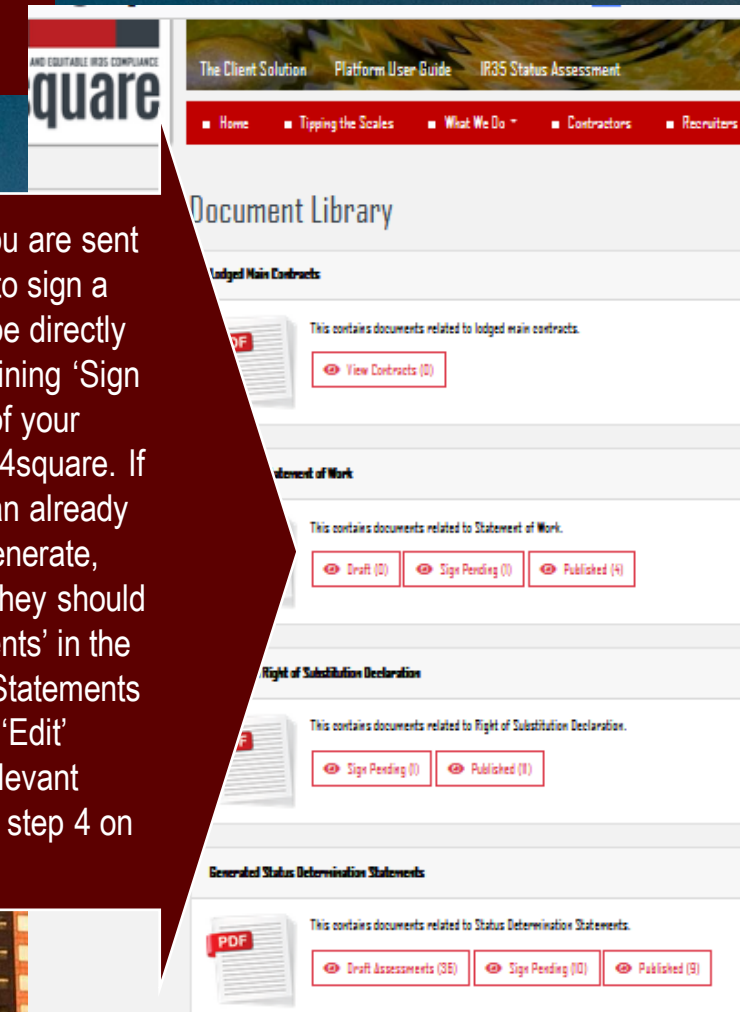 AND EQUITABLE IR35 COMPLIANCE
square
The Client Solution Platform User Guide IR35 Status Assessment
Home Tipping the Scales What We Do Contractors Recruiters
ou are sent
to sign a
be directly
ining ‘Sign
of your
4square. If
an already
enerate,
they should
ents’ in the
Statements
‘Edit’
levant
step 4 on
Document Library
Lodged Main Contracts
PDF
This contains documents related to lodged main contracts.
View Contracts (0)
atement of Work
This contains documents related to Statement of Work.
Draft (0) Sign Pending (1) Published (4)
Right of Substitution Declaration
This contains documents related to Right of Substitution Declaration.
Sign Pending (1) Published (11)
Generated Status Determination Statements
PDF
This contains documents related to Status Determination Statements.
Draft Assessments (35) Sign Pending (10) Published (9)